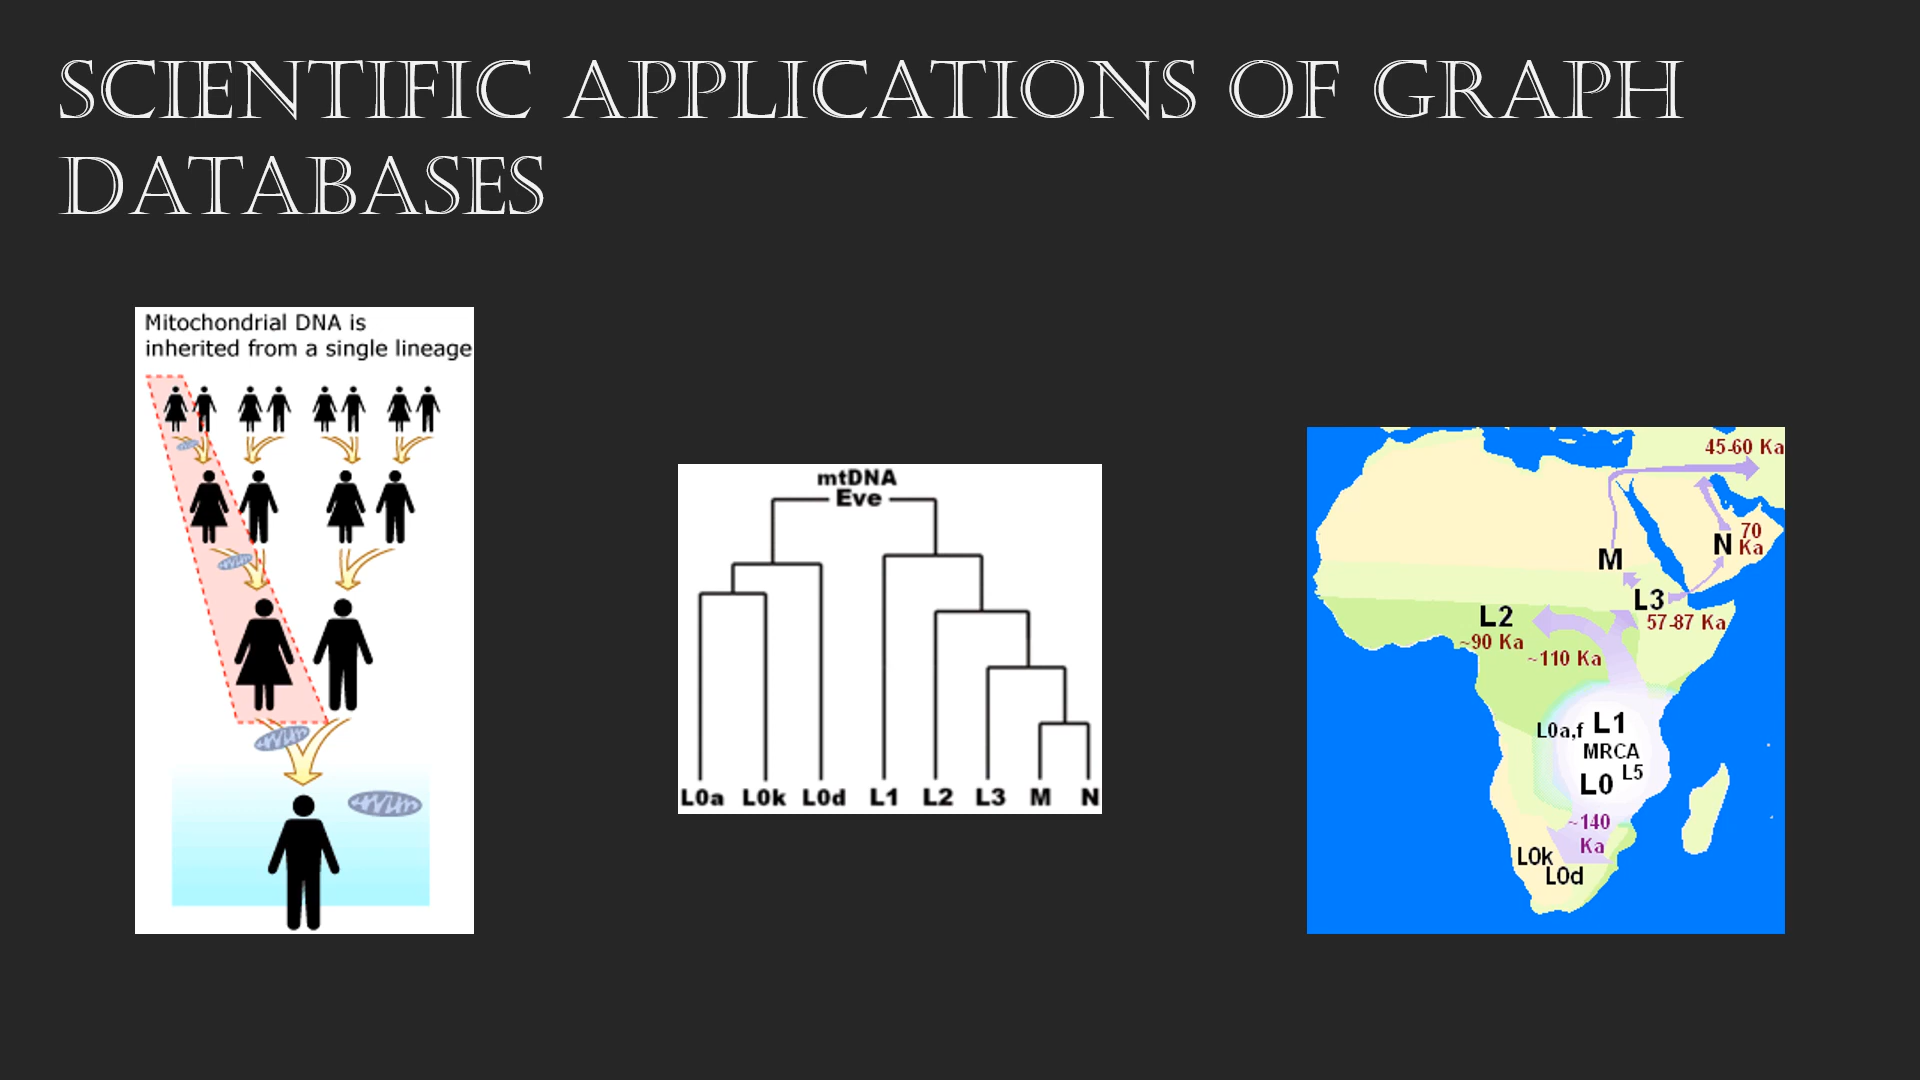 SCIENTIFIC APPLICATIONS OF GRAPH
DATABASES
Mitochondrial DNA is
inherited from a single lineage
mtDNA
Eve
L0a L0k L0d L1 L2 L3 M N
45-60 Ka
70
N Ka
M
L3
L2
57-87 Ka
~90 Ka
~110 Ka
L0a,f L1
MRCA
L5
L0
~140
Ka
L0k
L0d